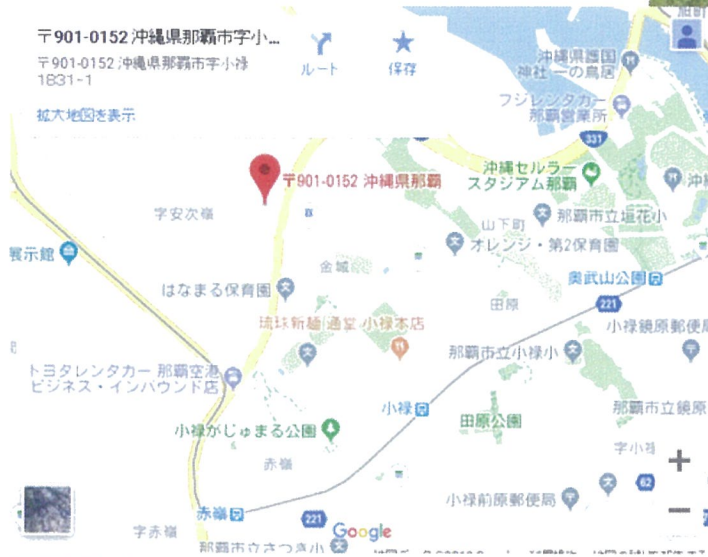 〒901-0152 沖縄県那覇市字小...
〒901-0152 沖縄県那覇市字小禄
1831-1
ルート
保存
拡大地図を表示
沖縄県護国
神社 一の鳥居
フジレンタカー
那覇営業所
331
〒901-0152 沖縄県那覇
沖縄セルラー
スタジアム那覇
字安次嶺
山下町
那覇市立垣花小
オレンジ・第2保育園
展示館
金城
はなまる保育園
奥武山公園
田原
221
琉球新麺 通堂 小禄本店
小禄鏡原郵便局
那覇市立小禄小
トヨタレンタカー 那覇空港
ビジネス・インバウンド店
小禄
田原公園
那覇市立鏡原
小禄がじゅまる公園
字小禄
赤嶺
+
62
小禄前原郵便局
−
赤嶺
221
字赤嶺
Google
那覇市立さつき小